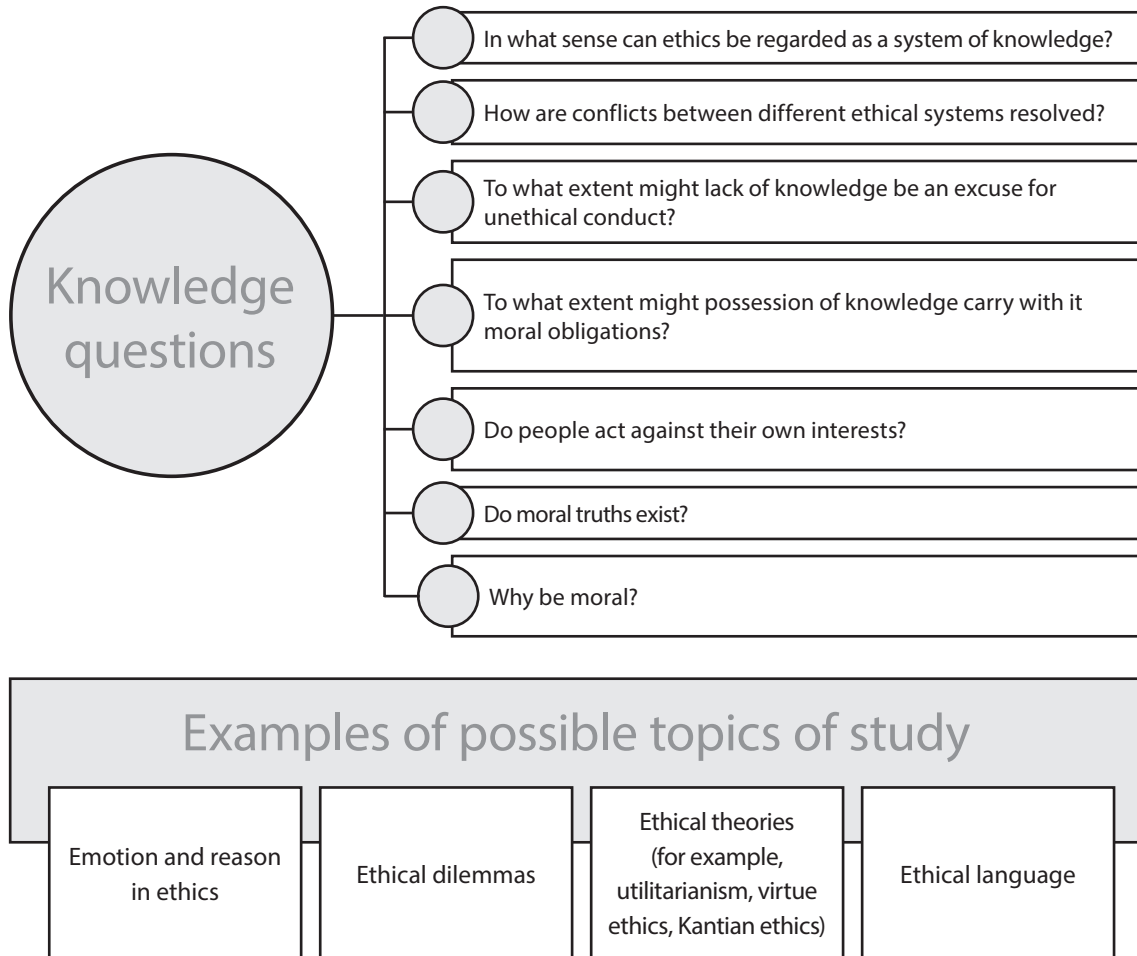 In what sense can ethics be regarded as a system of knowledge?
How are conflicts between different ethical systems resolved?
To what extent might lack of knowledge be an excuse for
unethical conduct?
Knowledge
questions
To what extent might possession of knowledge carry with it
moral obligations?
Do people act against their own interests?
Do moral truths exist?
Why be moral?
Examples of possible topics of study
Emotion and reason
in ethics
Ethical dilemmas
Ethical theories
(for example,
utilitarianism, virtue
ethics, Kantian ethics)
Ethical language